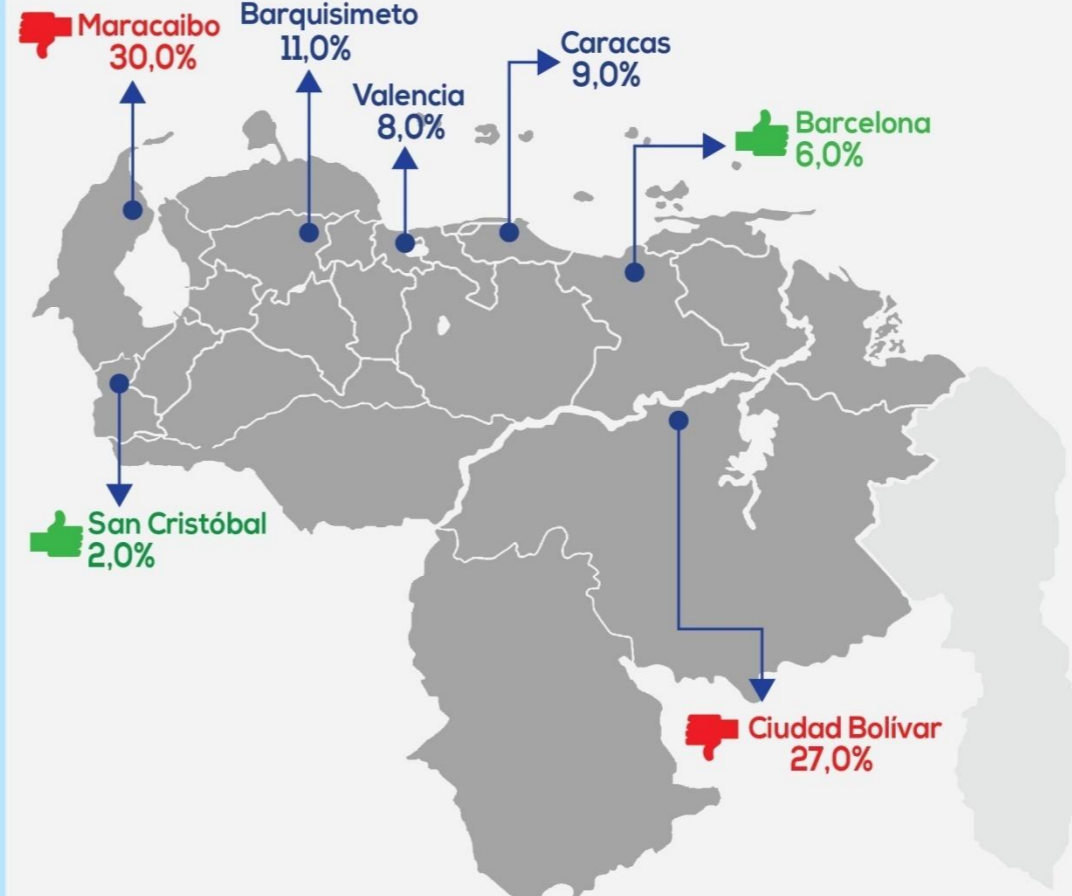 Maracaibo
30,0%
Barquisimeto
11,0%
Valencia
8,0%
Caracas
9,0%
Barcelona
6,0%
San Cristóbal
2,0%
Ciudad Bolívar
27,0%